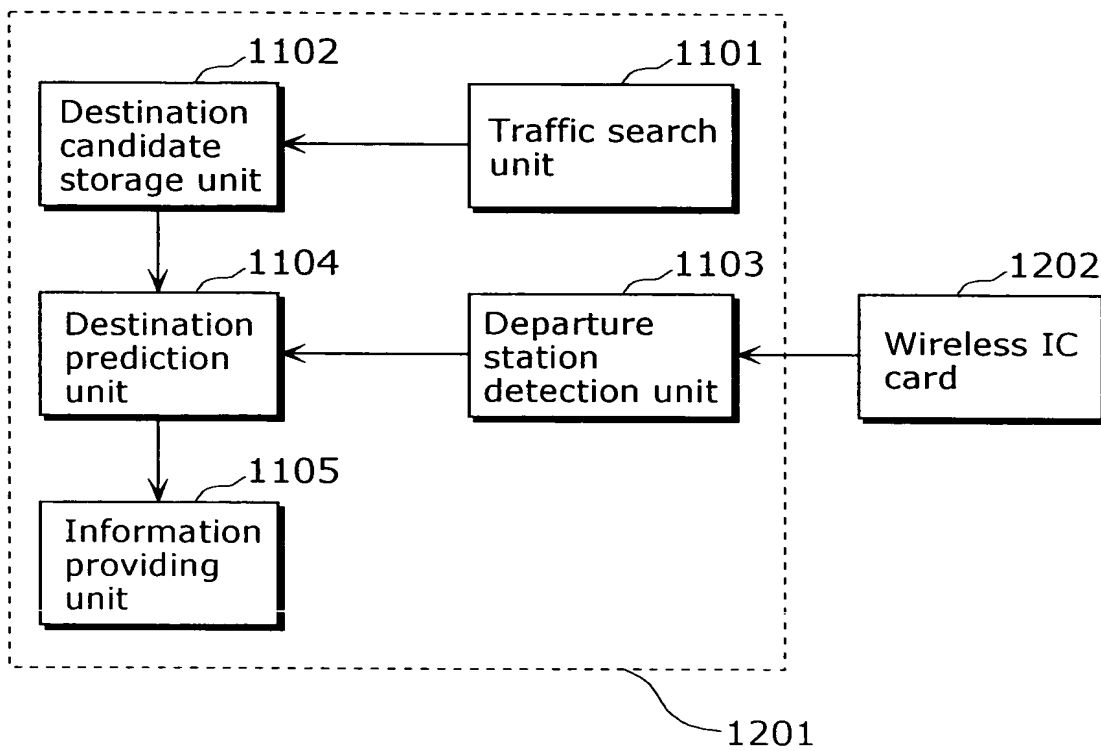 1102
Destination
candidate
storage unit
1101
Traffic search
unit
1104
Destination
prediction
unit
1103
Departure
station
detection unit
1202
Wireless IC
card
1105
Information
providing
unit
1201